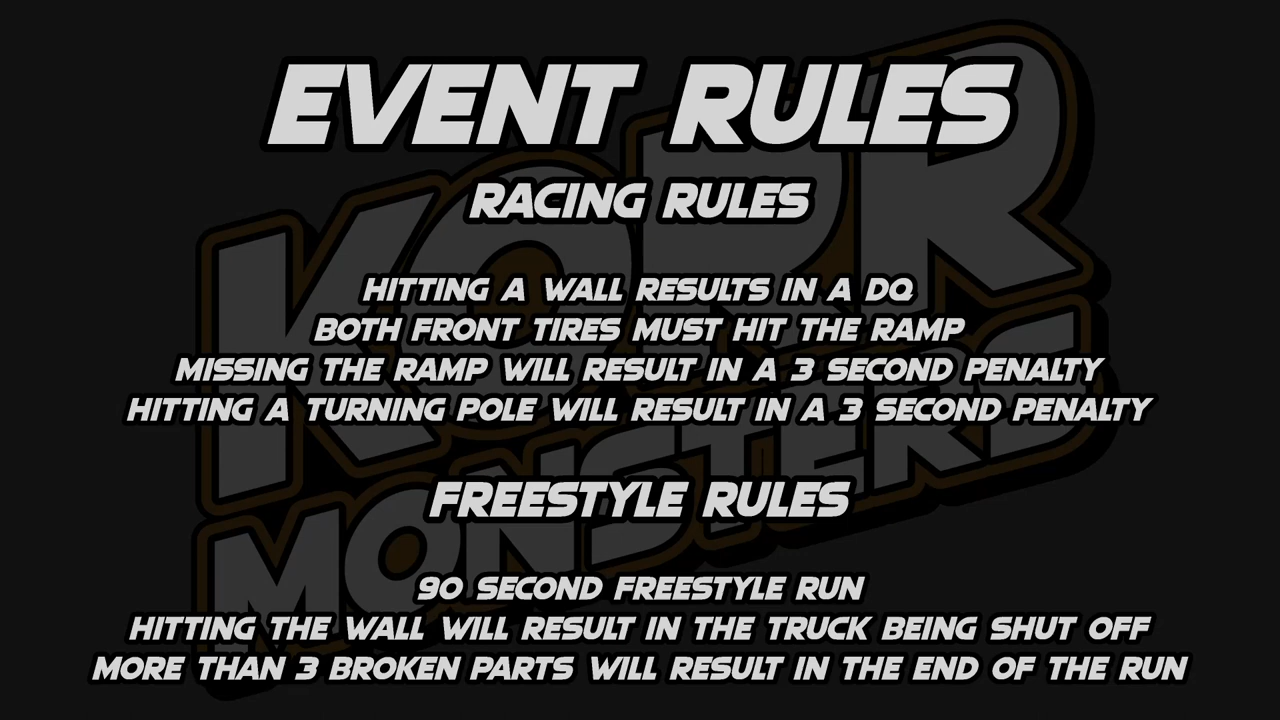 EVENT RULES
RACING RULES
HITTING A WALL RESULTS IN A DQ
BOTH FRONT TIRES MUST HIT THE RAMP
MISSING THE RAMP WILL RESULT IN A 3 SECOND PENALTY
HITTING A TURNING POLE WILL RESULT IN A 3 SECOND PENALTY
FREESTYLE RULES
90 SECOND FREESTYLE RUN
HITTING THE WALL WILL RESULT IN THE TRUCK BEING SHUT OFF
MORE THAN 3 BROKEN PARTS WILL RESULT IN THE END OF THE RUN
MONSTERS